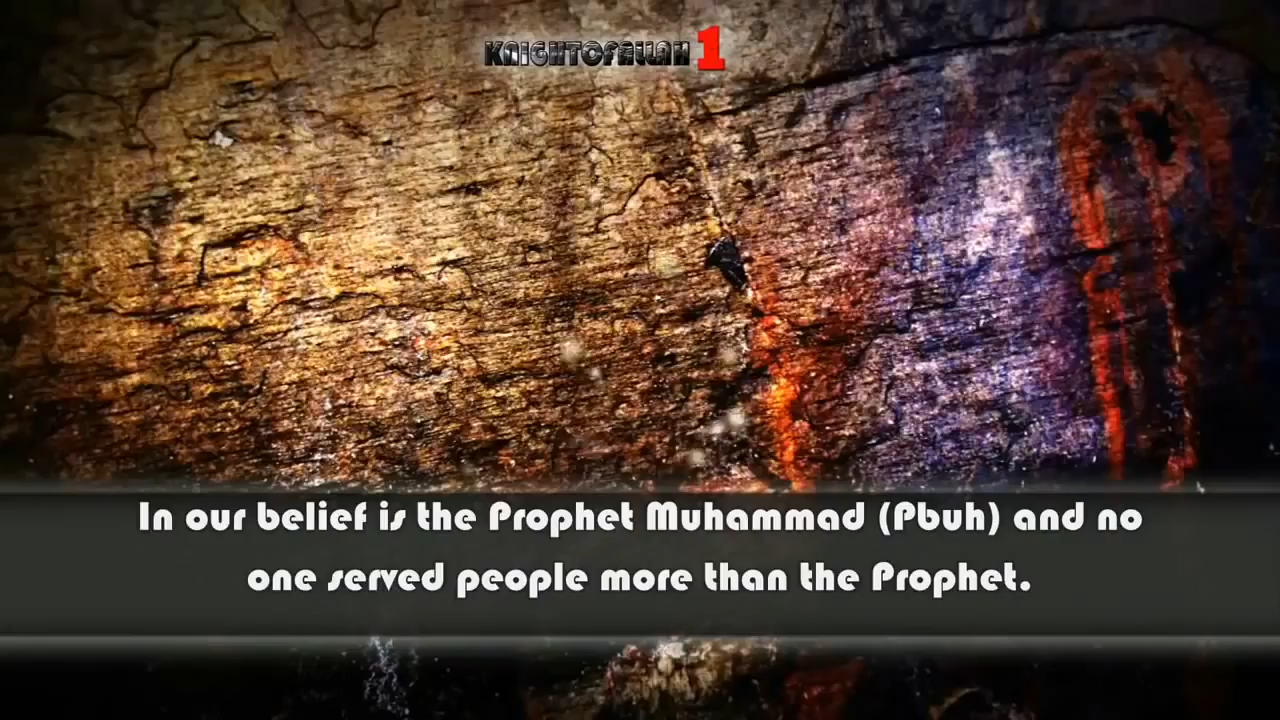 KNIGHTOFALLAH 1
In our belief is the Prophet Muhammad (Pbuh) and no
one served people more than the Prophet.